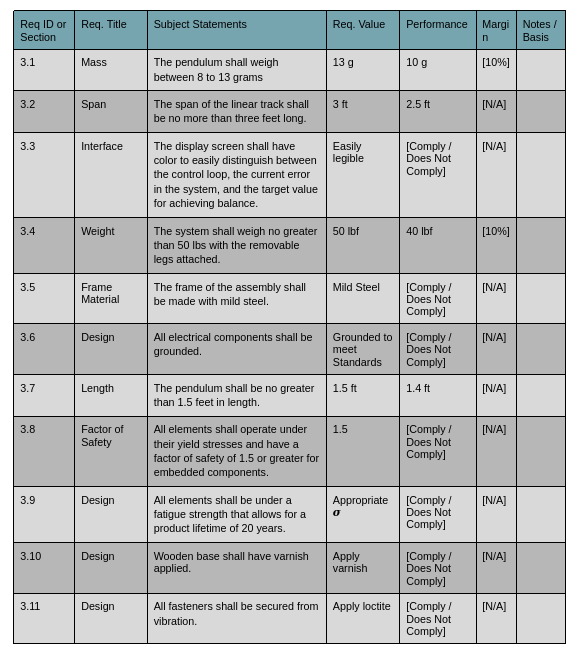 Req ID or Section | Req. Title | Subject Statements | Req. Value | Performance | Margin | Notes / Basis
3.1 | Mass | The pendulum shall weigh between 8 to 13 grams | 13 g | 10 g | [10%]
3.2 | Span | The span of the linear track shall be no more than three feet long. | 3 ft | 2.5 ft | [N/A]
3.3 | Interface | The display screen shall have color to easily distinguish between the control loop, the current error in the system, and the target value for achieving balance. | Easily legible | [Comply / Does Not Comply] | [N/A]
3.4 | Weight | The system shall weigh no greater than 50 lbs with the removable legs attached. | 50 lbf | 40 lbf | [10%]
3.5 | Frame Material | The frame of the assembly shall be made with mild steel. | Mild Steel | [Comply / Does Not Comply] | [N/A]
3.6 | Design | All electrical components shall be grounded. | Grounded to meet Standards | [Comply / Does Not Comply] | [N/A]
3.7 | Length | The pendulum shall be no greater than 1.5 feet in length. | 1.5 ft | 1.4 ft | [N/A]
3.8 | Factor of Safety | All elements shall operate under their yield stresses and have a factor of safety of 1.5 or greater for embedded components. | 1.5 | [Comply / Does Not Comply] | [N/A]
3.9 | Design | All elements shall be under a fatigue strength that allows for a product lifetime of 20 years. | Appropriate σ | [Comply / Does Not Comply] | [N/A]
3.10 | Design | Wooden base shall have varnish applied. | Apply varnish | [Comply / Does Not Comply] | [N/A]
3.11 | Design | All fasteners shall be secured from vibration. | Apply loctite | [Comply / Does Not Comply] | [N/A]